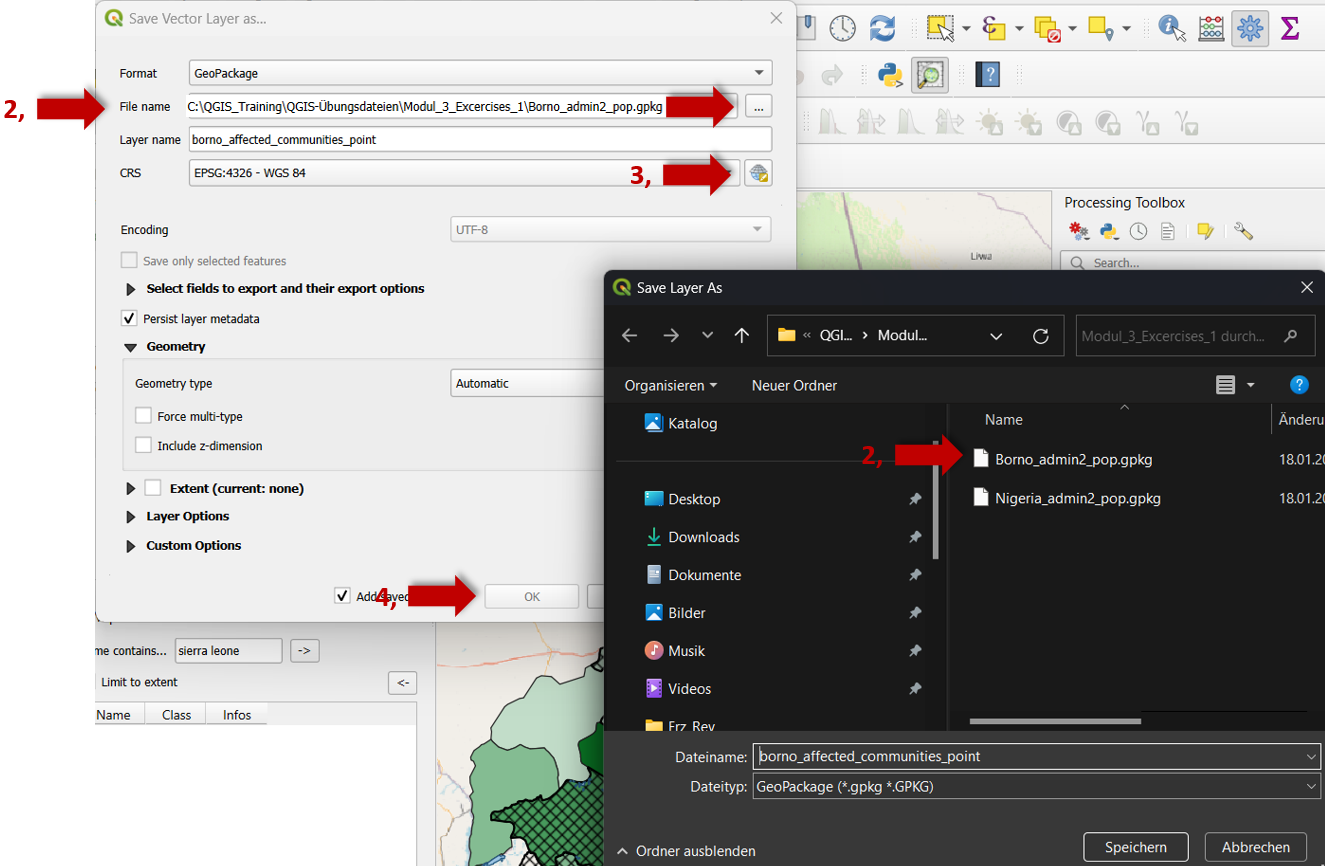 Save Vector Layer as...
Format
GeoPackage
2,
File name
C:\QGIS_Training\QGIS-Übungsdateien\Modul_3_Excercises_1\Borno_admin2_pop.gpkg
...
Layer name
borno_affected_communities_point
CRS
EPSG:4326 - WGS 84
3,
Encoding
UTF-8
Save only selected features
Select fields to export and their export options
Persist layer metadata
Geometry
Geometry type
Automatic
Force multi-type
Include z-dimension
Extent (current: none)
Layer Options
Custom Options
Add saved
4,
OK
me contains...
sierra leone
->
Limit to extent
<-
Name
Class
Infos
Liwa
Processing Toolbox
Search...
Save Layer As
« QGI... › Modul...
Modul_3_Excercises_1 durch...
Organisieren
Neuer Ordner
?
Katalog
Desktop
Downloads
Dokumente
Bilder
Musik
Videos
Frz_Rev
Name
Änderu
2,
Borno_admin2_pop.gpkg
18.01.20
Nigeria_admin2_pop.gpkg
18.01.20
Dateiname:
borno_affected_communities_point
Dateityp:
GeoPackage (*.gpkg *.GPKG)
Ordner ausblenden
Speichern
Abbrechen